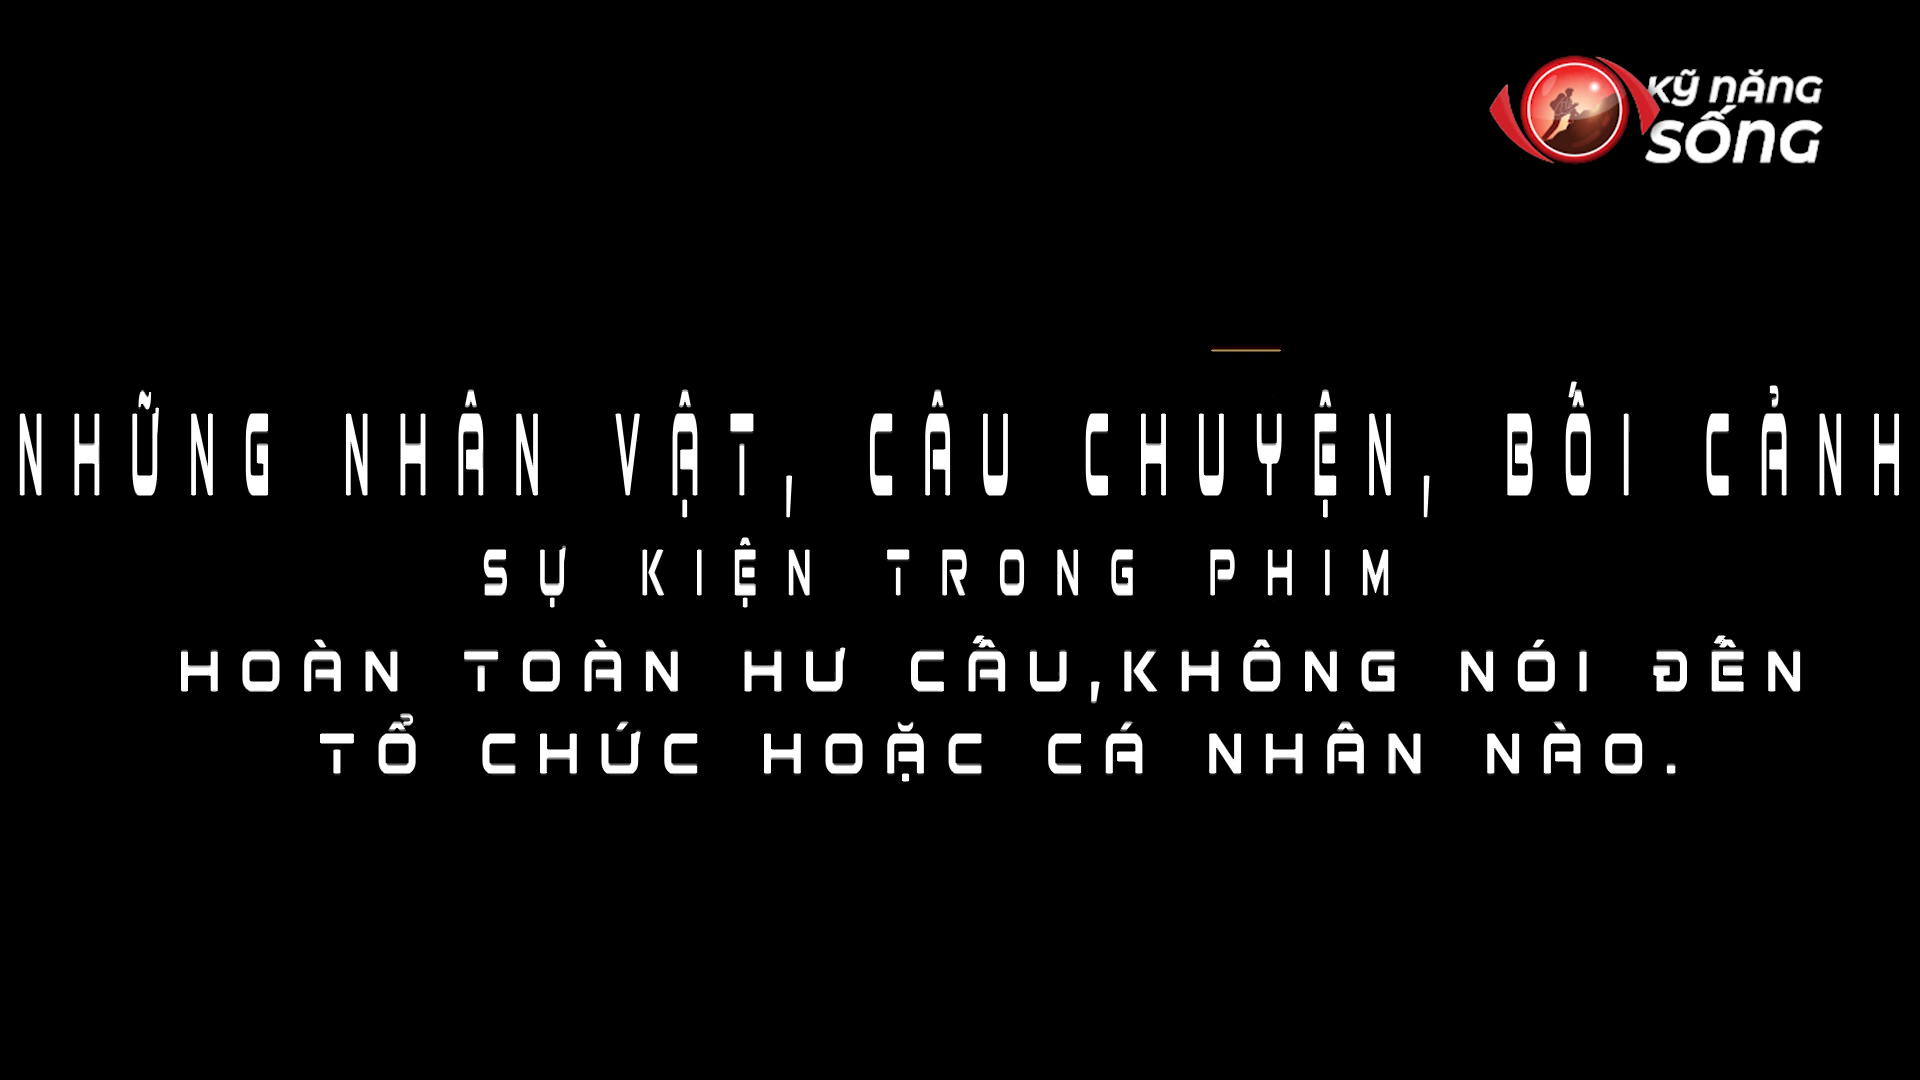 KỸ NĂNG
SỐNG
NHỮNG NHÂN VẬT, CÂU CHUYỆN, BỐI CẢNH
SỰ KIỆN TRONG PHIM
HOÀN TOÀN HƯ CẤU,KHÔNG NÓI ĐẾN
TỔ CHỨC HOẶC CÁ NHÂN NÀO.